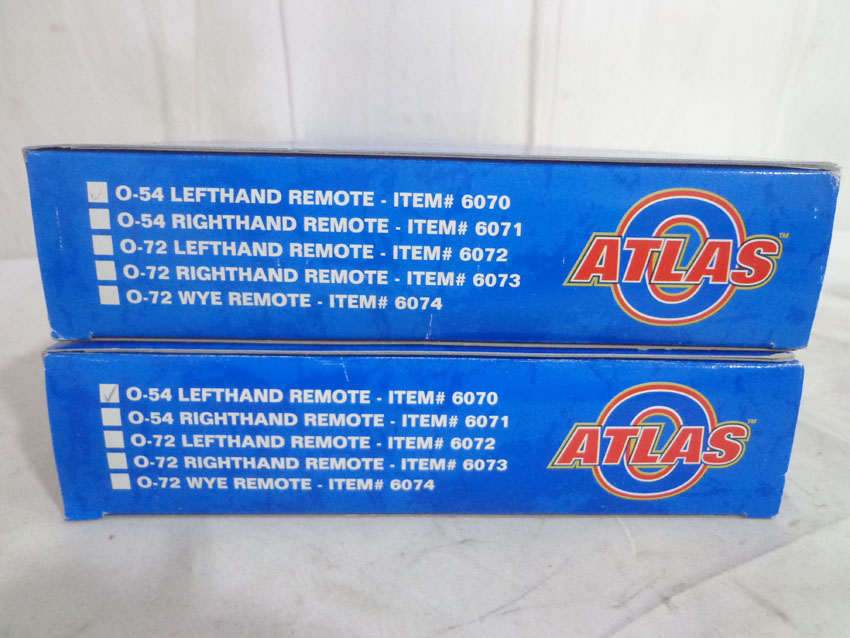 O-54 LEFTHAND REMOTE - ITEM# 6070
O-54 RIGHTHAND REMOTE - ITEM# 6071
O-72 LEFTHAND REMOTE - ITEM# 6072
O-72 RIGHTHAND REMOTE - ITEM# 6073
O-72 WYE REMOTE - ITEM# 6074
O
ATLAS™
O-54 LEFTHAND REMOTE - ITEM# 6070
O-54 RIGHTHAND REMOTE - ITEM# 6071
O-72 LEFTHAND REMOTE - ITEM# 6072
O-72 RIGHTHAND REMOTE - ITEM# 6073
O-72 WYE REMOTE - ITEM# 6074
O
ATLAS™